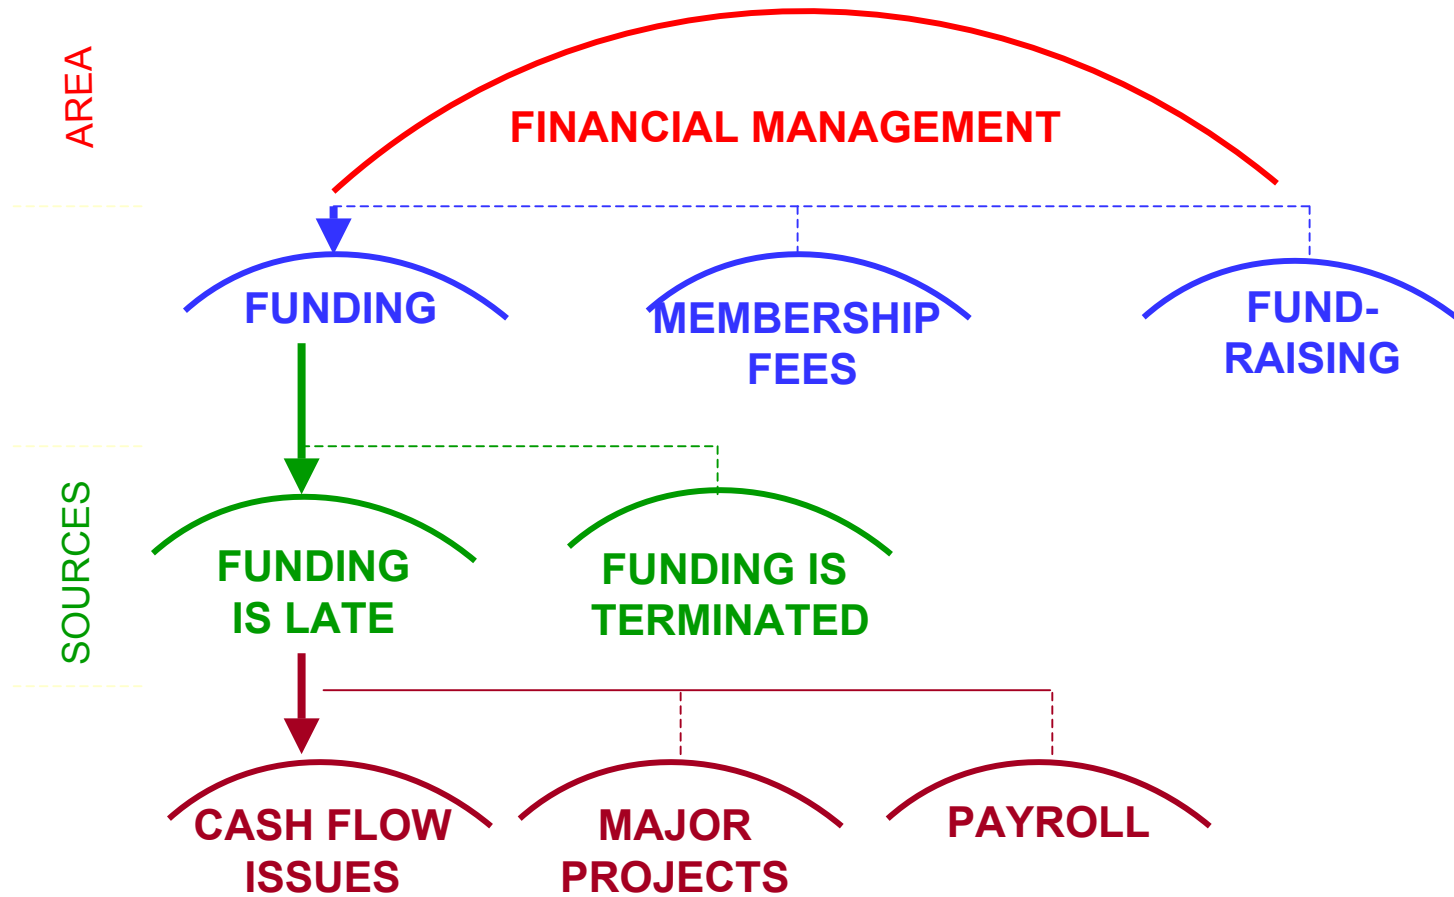 AREA
FINANCIAL MANAGEMENT
FUNDING
MEMBERSHIP
FEES
FUND-
RAISING
SOURCES
FUNDING
IS LATE
FUNDING IS
TERMINATED
CASH FLOW
ISSUES
MAJOR
PROJECTS
PAYROLL